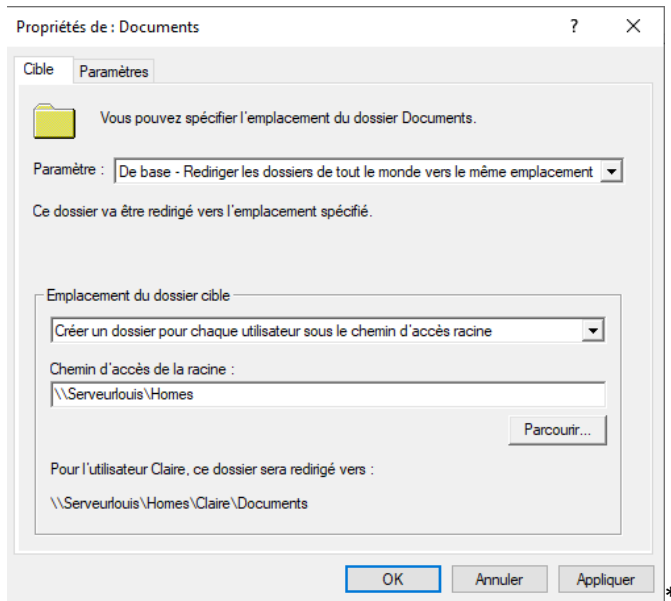 Propriétés de : Documents
?
Cible
Paramètres
Vous pouvez spécifier l'emplacement du dossier Documents.
Paramètre :
De base - Rediriger les dossiers de tout le monde vers le même emplacement
Ce dossier va être redirigé vers l'emplacement spécifié.
Emplacement du dossier cible
Créer un dossier pour chaque utilisateur sous le chemin d'accès racine
Chemin d'accès de la racine :
\\Serveurlouis\Homes
Parcourir...
Pour l'utilisateur Claire, ce dossier sera redirigé vers :
\\Serveurlouis\Homes\Claire\Documents
OK
Annuler
Appliquer
*